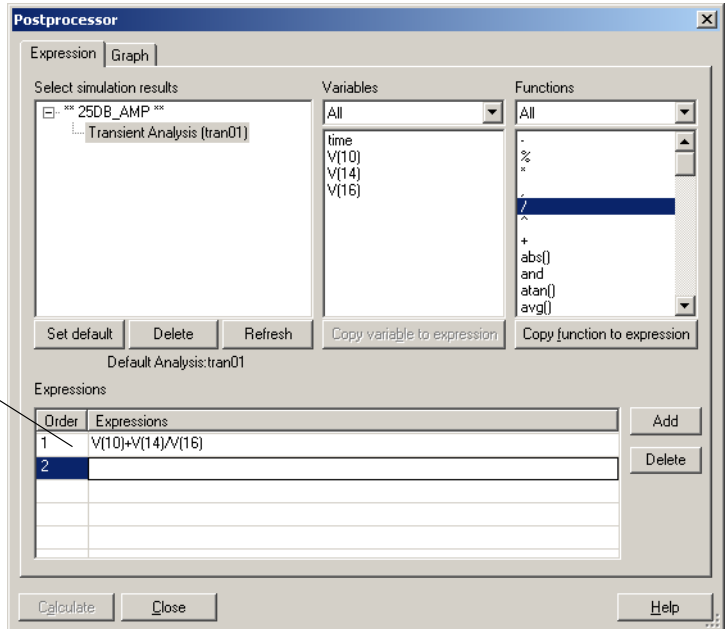 Postprocessor
Expression Graph
Select simulation results
** 25DB_AMP **
Transient Analysis (tran01)
Set default Delete Refresh
Default Analysis:tran01
Variables
All
time
V(10)
V(14)
V(16)
Copy variable to expression
Functions
All
-
%
*
,
/
^
+
abs()
and
atan()
avg()
Copy function to expression
Expressions
Order Expressions
1 V(10)+V(14)/V(16)
2
Add
Delete
Calculate Close Help